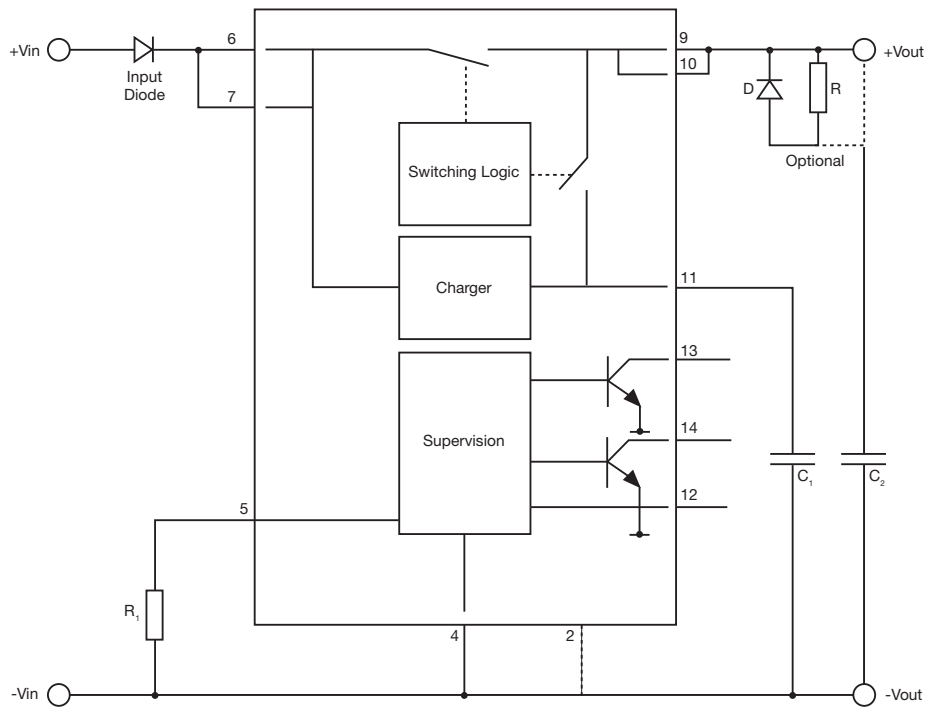 +Vin
Input
Diode
6
7
9
10
+Vout
D
R
Optional
Switching Logic
Charger
11
13
Supervision
14
12
5
C₁
C₂
R₁
4
2
-Vin
-Vout